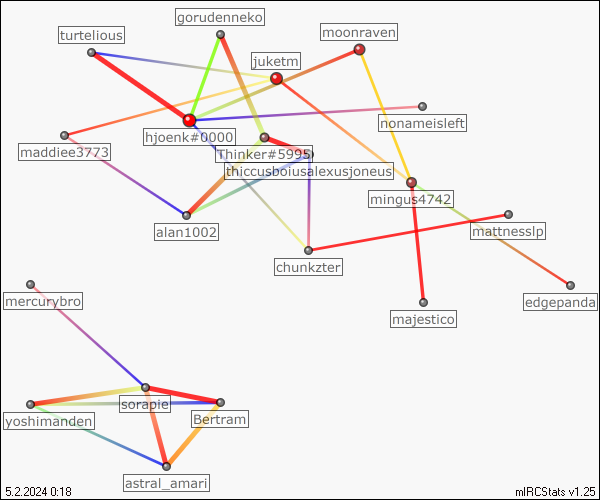 gorudenneko
turtelious
moonraven
juketm
nonameisleft
hjoenk#0000
maddiee3773
Thinker#5995
thiccusboiusalexusjoneus
mingus4742
alan1002
mattnesslp
chunkzter
mercurybro
edgepanda
majestico
sorapie
yoshimanden
Bertram
astral_amari
5.2.2024 0:18
mIRCStats v1.25